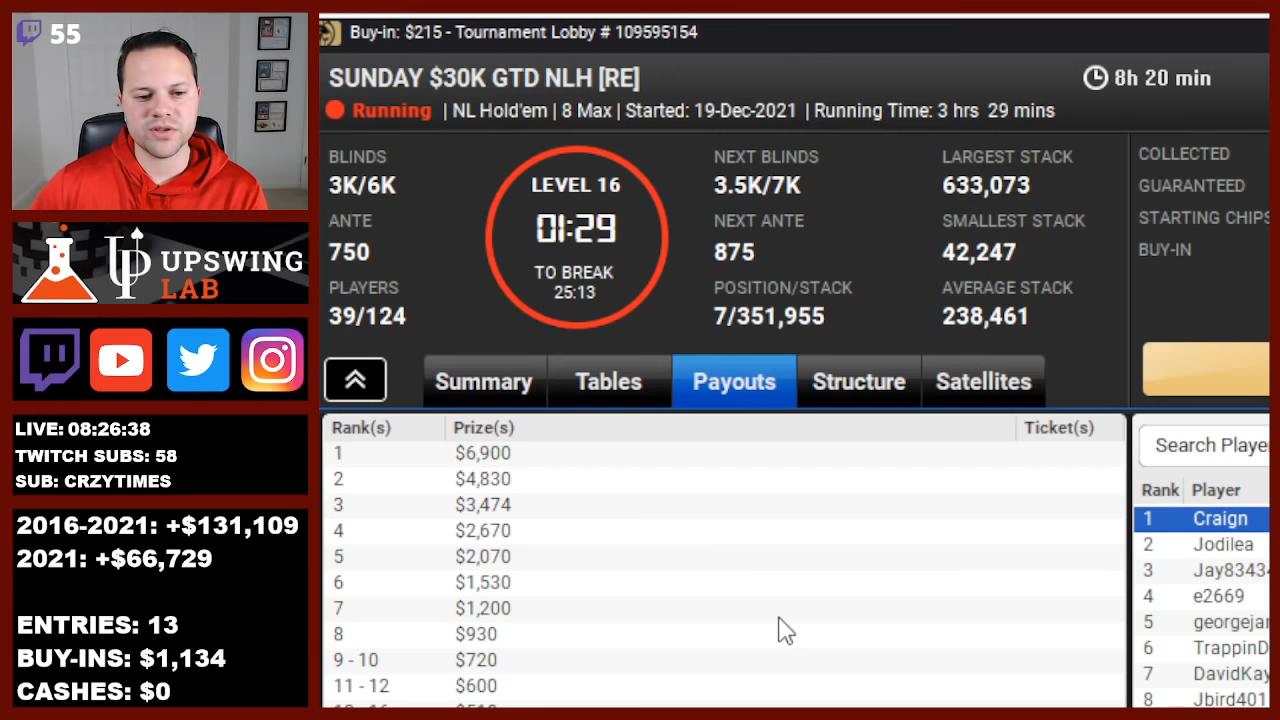 55
UPSWING
LAB
LIVE: 08:26:38
TWITCH SUBS: 58
SUB: CRZYTIMES
2016-2021: +$131,109
2021: +$66,729
ENTRIES: 13
BUY-INS: $1,134
CASHES: $0
Buy-in: $215 - Tournament Lobby # 109595154
SUNDAY $30K GTD NLH [RE]
8h 20 min
Running | NL Hold'em | 8 Max | Started: 19-Dec-2021 | Running Time: 3 hrs 29 mins
BLINDS
3K/6K
ANTE
750
PLAYERS
39/124
LEVEL 16
01:29
TO BREAK
25:13
NEXT BLINDS
3.5K/7K
NEXT ANTE
875
POSITION/STACK
7/351,955
LARGEST STACK
633,073
SMALLEST STACK
42,247
AVERAGE STACK
238,461
COLLECTED
GUARANTEED
STARTING CHIPS
BUY-IN
Summary Tables Payouts Structure Satellites
Rank(s) Prize(s) Ticket(s)
1 $6,900
2 $4,830
3 $3,474
4 $2,670
5 $2,070
6 $1,530
7 $1,200
8 $930
9 - 10 $720
11 - 12 $600
Search Playe
Rank Player
1 Craign
2 Jodilea
3 Jay8343
4 e2669
5 georgejar
6 TrappinD
7 DavidKay
8 Jbird401